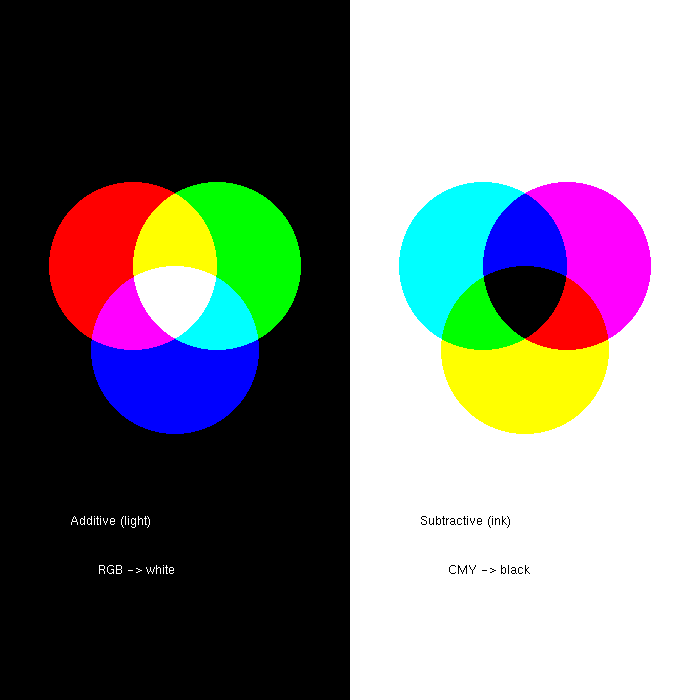 Additive (light)
RGB -> white
Subtractive (ink)
CMY -> black